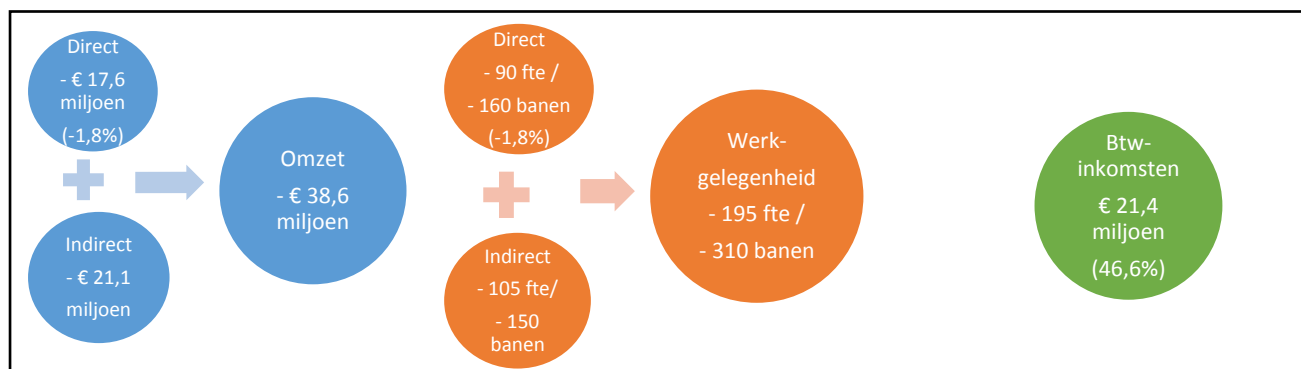 Direct
- € 17,6
miljoen
(-1,8%)
Indirect
- € 21,1
miljoen
Omzet
- € 38,6
miljoen
Direct
- 90 fte /
- 160 banen
(-1,8%)
Indirect
- 105 fte/
- 150
banen
Werk-
gelegenheid
- 195 fte /
- 310 banen
Btw-
inkomsten
€ 21,4
miljoen
(46,6%)